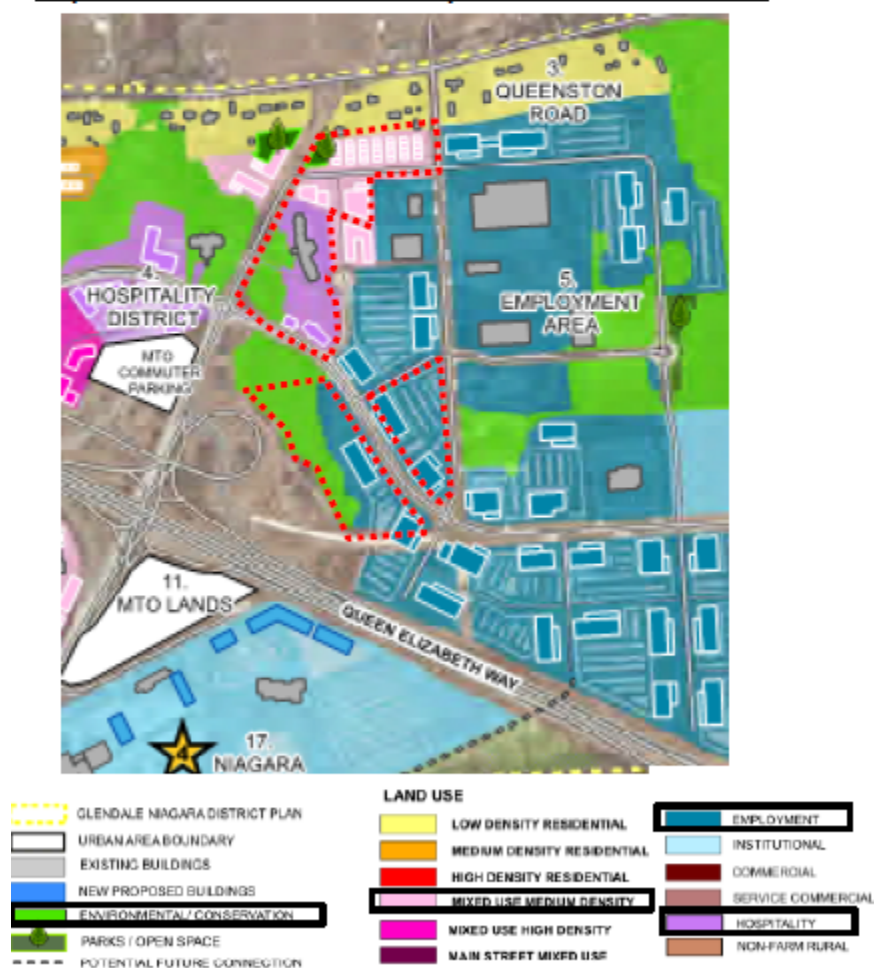 3.
QUEENSTON
ROAD
4.
HOSPITALITY
DISTRICT
5.
EMPLOYMENT
AREA
MTO
COMMUTER
PARKING
11.
MTO LANDS
QUEEN ELIZABETH WAY
4
17.
NIAGARA
GLENDALE NIAGARA DISTRICT PLAN
URBAN AREA BOUNDARY
EXISTING BUILDINGS
NEW PROPOSED BUILDINGS
ENVIRONMENTAL/ CONSERVATION
PARKS / OPEN SPACE
POTENTIAL FUTURE CONNECTION
LAND USE
LOW DENSITY RESIDENTIAL
MEDIUM DENSITY RESIDENTIAL
HIGH DENSITY RESIDENTIAL
MIXED USE MEDIUM DENSITY
MIXED USE HIGH DENSITY
MAIN STREET MIXED USE
EMPLOYMENT
INSTITUTIONAL
COMMERCIAL
SERVICE COMMERCIAL
HOSPITALITY
NON-FARM RURAL